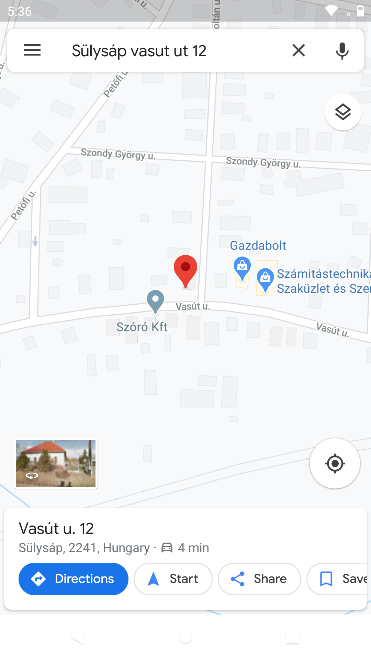 5:36
Sülysáp vasut ut 12
Petőfi u.
Szondy György u.
Szondy György u.
Petőfi u.
Gazdabolt
Számítástechnika
Szaküzlet és Szer
Vasút u.
Szóró Kft
Vasút u.
Vasút u. 12
Sülysáp, 2241, Hungary · 4 min
Directions
Start
Share
Save